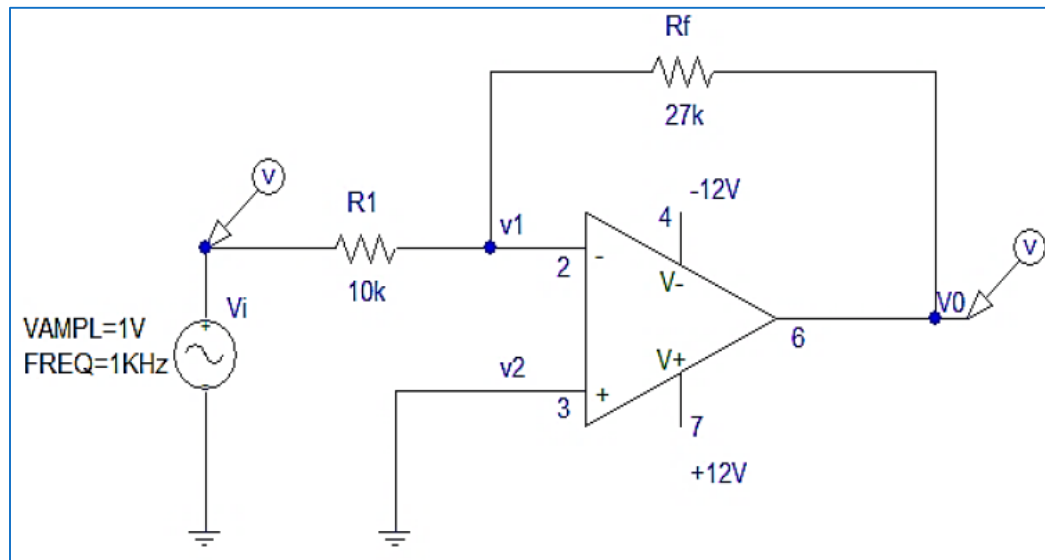 Rf
27k
V
R1
10k
v1
4
-12V
2
-
V-
V
V0
Vi
+
VAMPL=1V
FREQ=1KHz
-
v2
3
+
V+
6
7
+12V